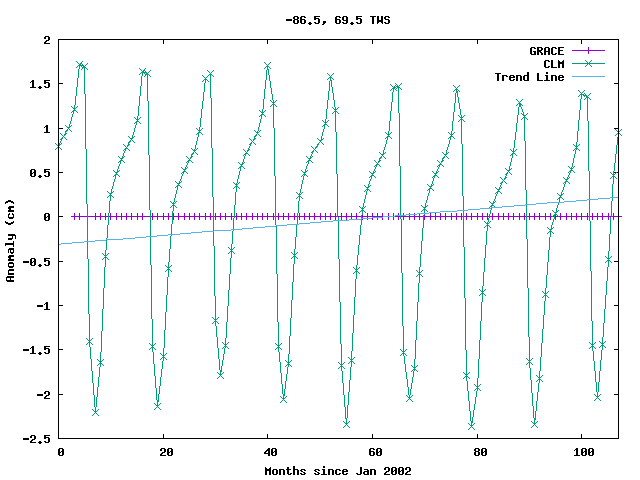 -86.5, 69.5 TWS
GRACE
CLM
Trend Line
2
1.5
1
0.5
0
-0.5
-1
-1.5
-2
-2.5
Anomaly (cm)
0 20 40 60 80 100
Months since Jan 2002